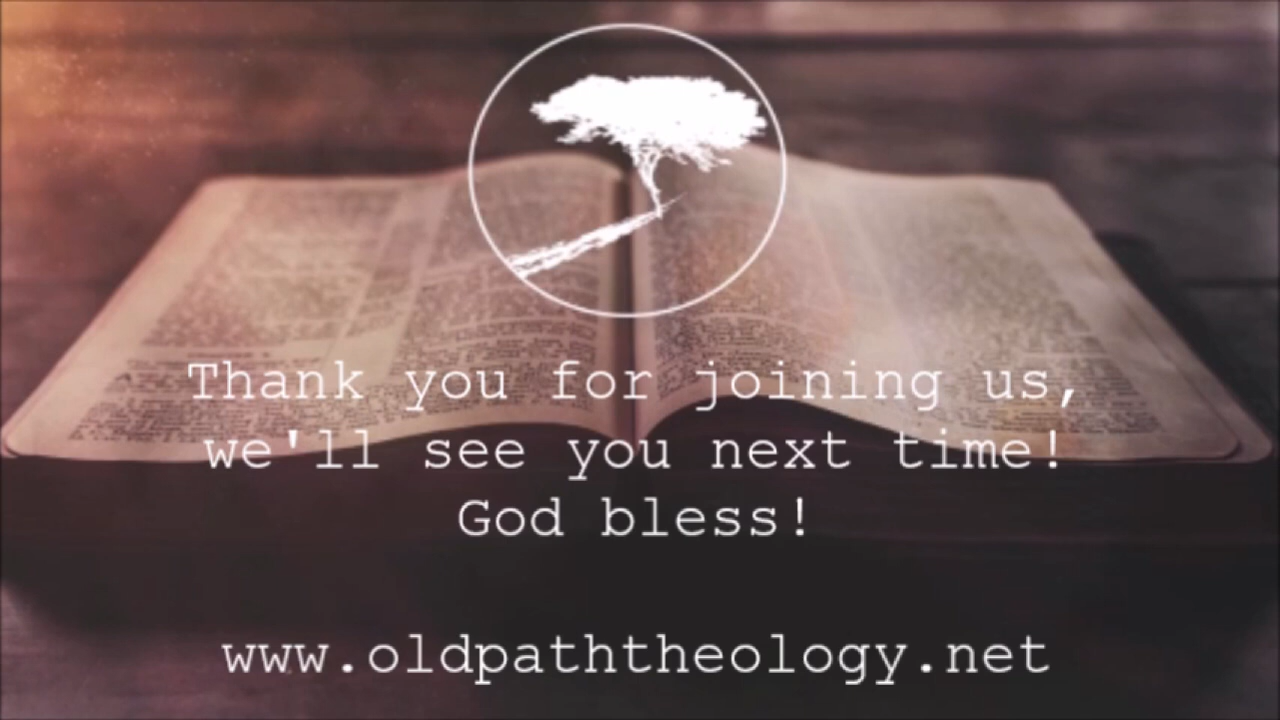 Thank you for joining us,
we'll see you next time!
God bless!
www.oldpaththeology.net